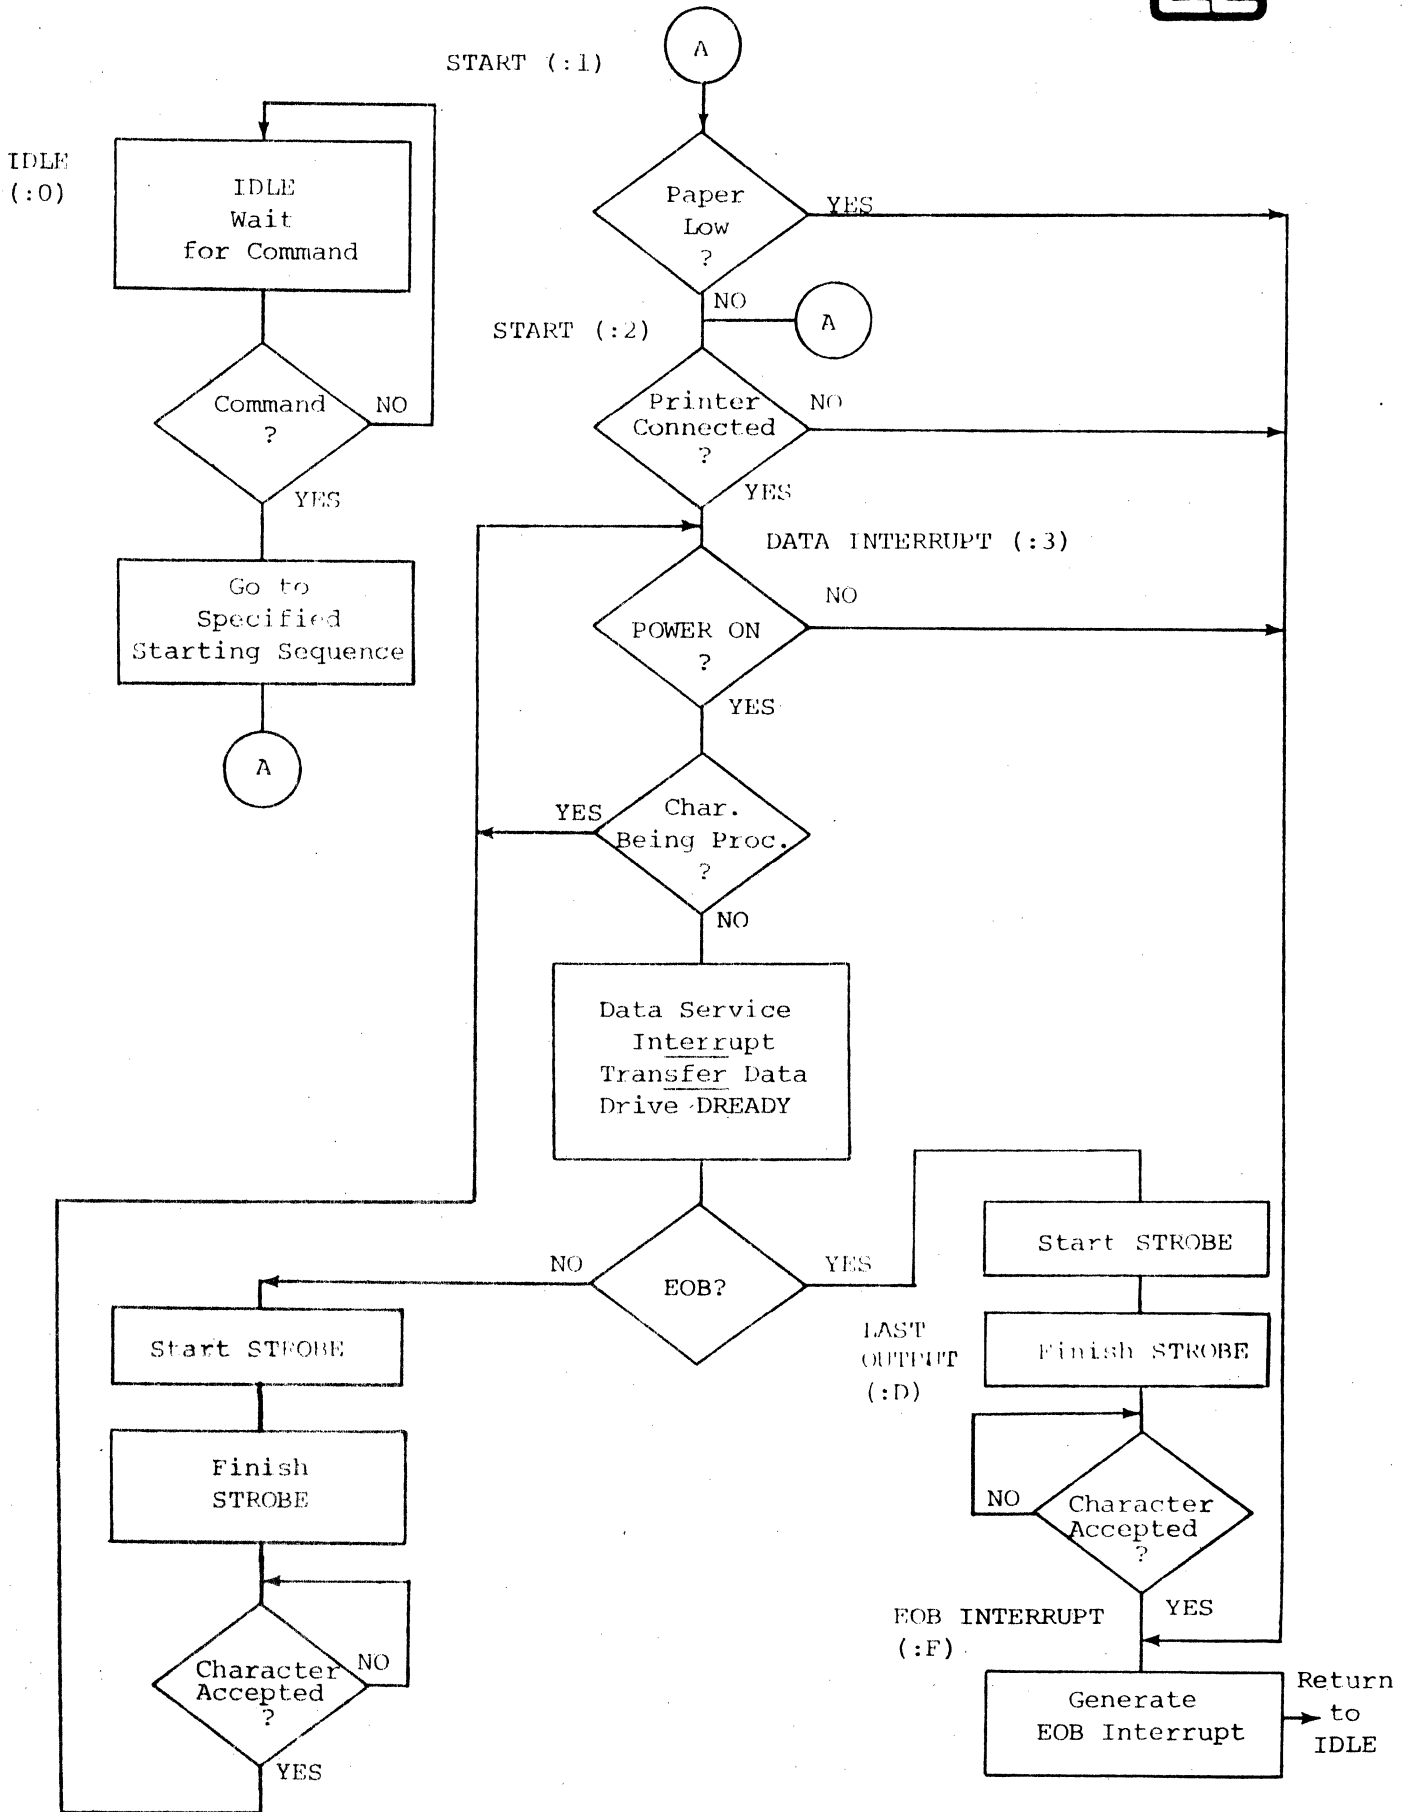 START (:1)
A
IDLE
(:0)
IDLE
Wait
for Command
Command
?
NO
YES
Go to
Specified
Starting Sequence
A
Paper
Low
?
YES
NO
START (:2)
A
Printer
Connected
?
NO
YES
DATA INTERRUPT (:3)
POWER ON
?
NO
YES
Char.
Being Proc.
?
YES
NO
Data Service
Interrupt
Transfer Data
Drive DREADY
EOB?
NO
YES
Start STROBE
Finish
STROBE
Character
Accepted
?
NO
YES
Start STROBE
LAST
OUTPUT
(:D)
Finish STROBE
Character
Accepted
?
NO
YES
EOB INTERRUPT
(:F)
Generate
EOB Interrupt
Return
to
IDLE